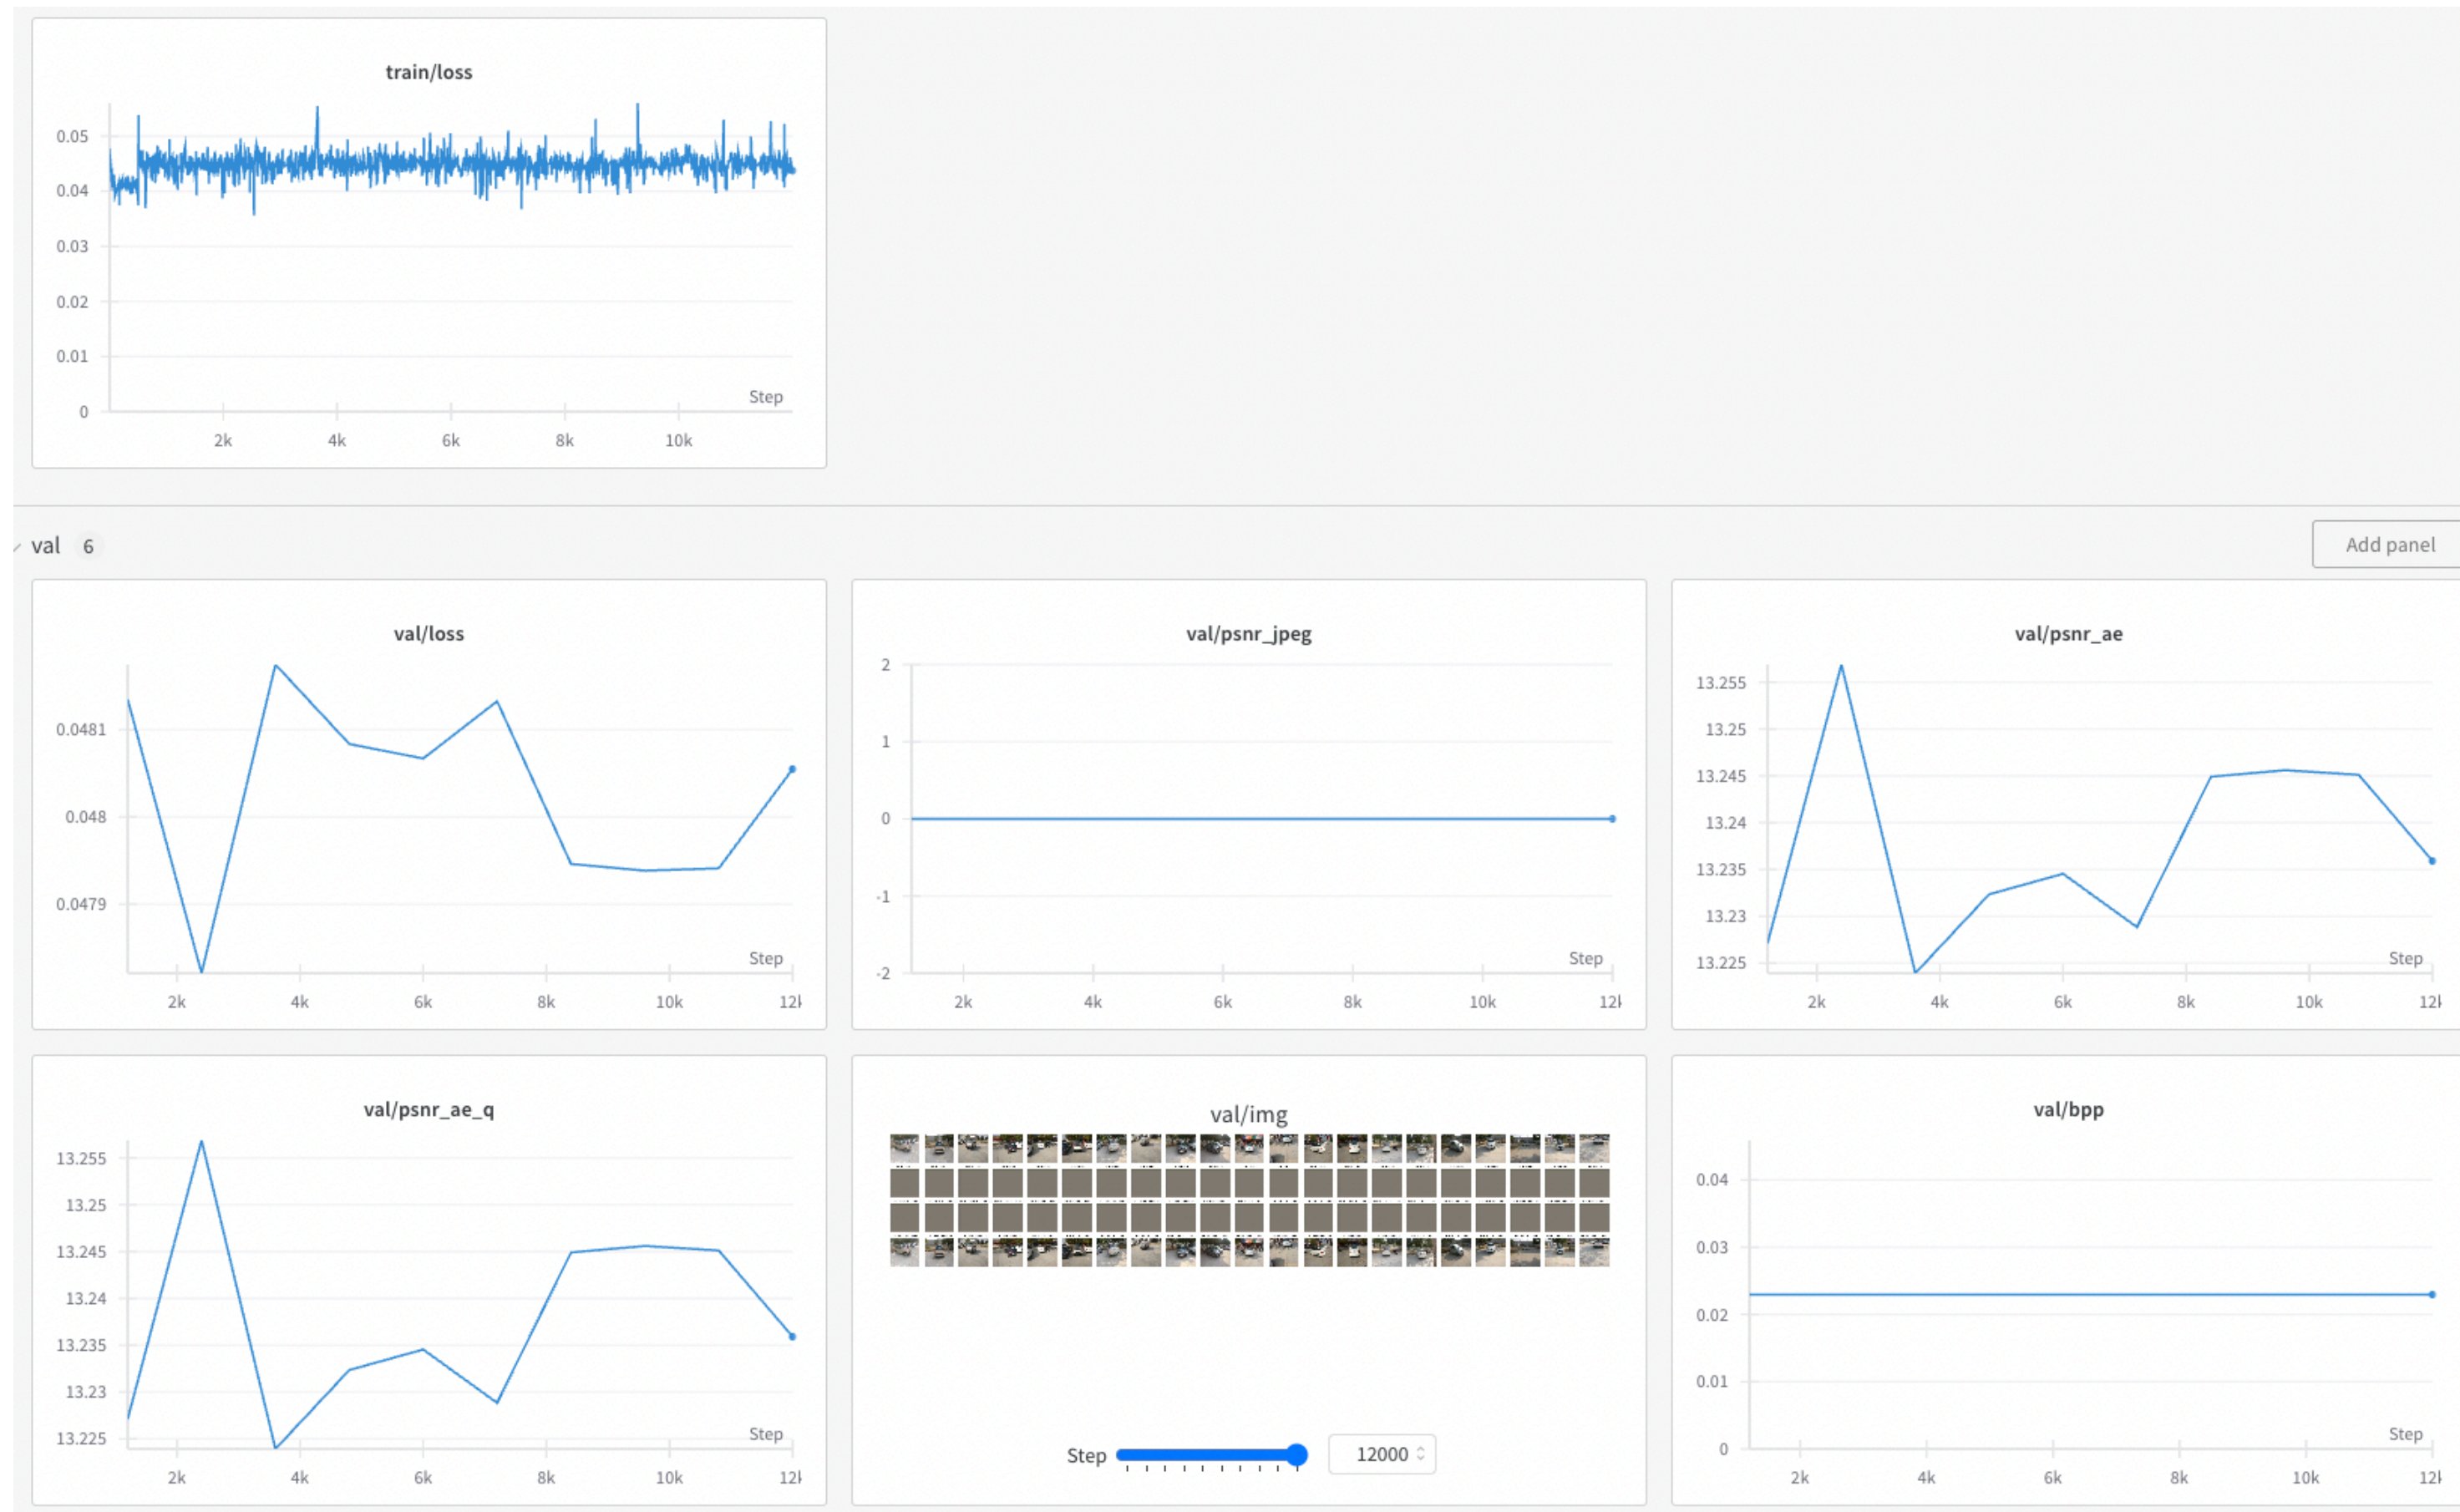 train/loss
0.05
0.04
0.03
0.02
0.01
0
Step
2k 4k 6k 8k 10k
val 6
Add panel
val/loss
0.0481
0.048
0.0479
Step
2k 4k 6k 8k 10k
val/psnr_jpeg
2
1
0
-1
-2
Step
2k 4k 6k 8k 10k
val/psnr_ae
13.255
13.25
13.245
13.24
13.235
13.23
13.225
Step
2k 4k 6k 8k 10k
val/psnr_ae_q
13.255
13.25
13.245
13.24
13.235
13.23
13.225
Step
2k 4k 6k 8k 10k
val/img
Step 12000
val/bpp
0.04
0.03
0.02
0.01
0
Step
2k 4k 6k 8k 10k